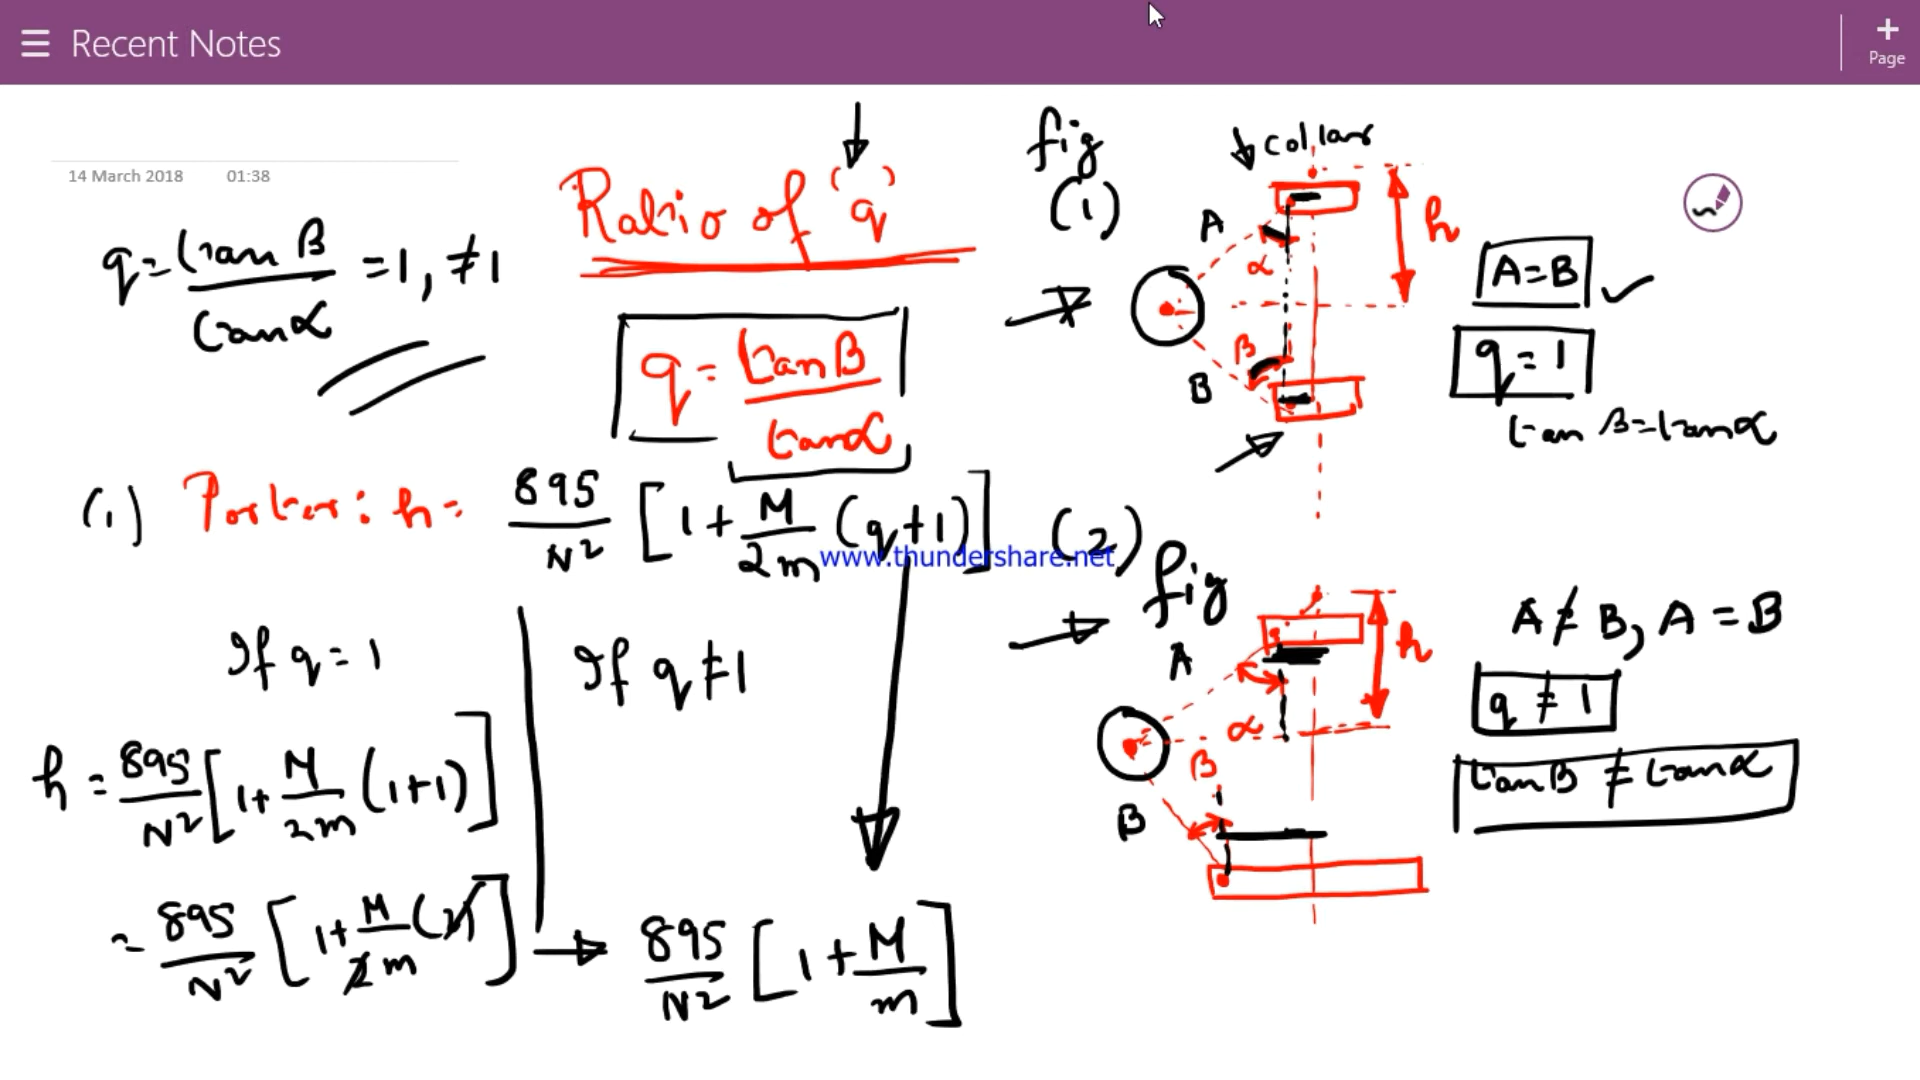 Recent Notes
+
Page
14 March 2018 01:38
Ratio of 'q'
q = tan β / tan α = 1, ≠ 1
q = tan β / tan α
(1) Porter: h = 895/N² [1 + M/2m (q+1)]
www.thundershare.net
If q = 1
h = 895/N² [1 + M/2m (1+1)]
= 895/N² [1 + M/2m (2)]
→ 895/N² [1 + M/m]
If q ≠ 1
fig
(1)
↓ Collar
A
α
h
β
B
A = B ✓
q = 1
tan β = tan α
(2)
fig
A
α
h
β
B
A ≠ B, A = B
q ≠ 1
tan β ≠ tan α